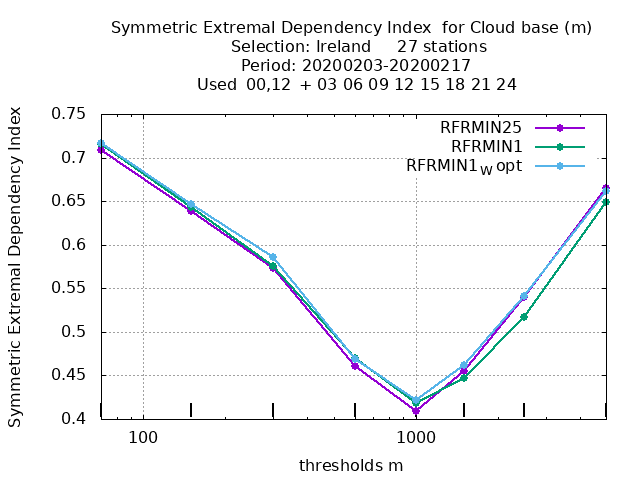 Symmetric Extremal Dependency Index  for Cloud base (m)
Selection: Ireland     27 stations
Period: 20200203-20200217
Used  00,12  + 03 06 09 12 15 18 21 24
Symmetric Extremal Dependency Index
0.75
0.7
0.65
0.6
0.55
0.5
0.45
0.4
RFRMIN25
RFRMIN1
RFRMIN1w opt
100
1000
thresholds m